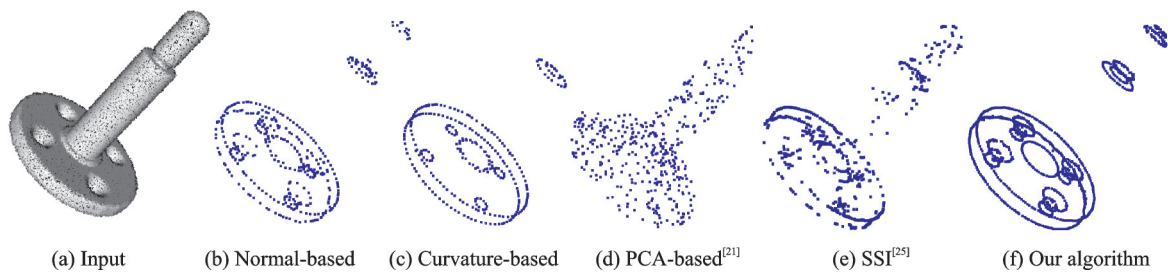 (a) Input (b) Normal-based (c) Curvature-based (d) PCA-based[21] (e) SSI[25] (f) Our algorithm